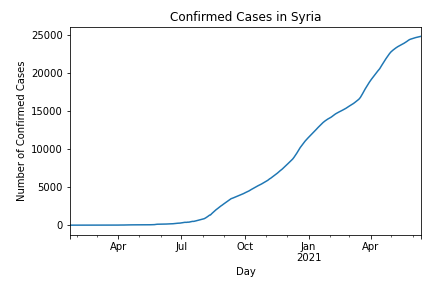 Confirmed Cases in Syria
25000
20000
15000
10000
5000
0
Number of Confirmed Cases
Apr Jul Oct Jan Apr
2021
Day